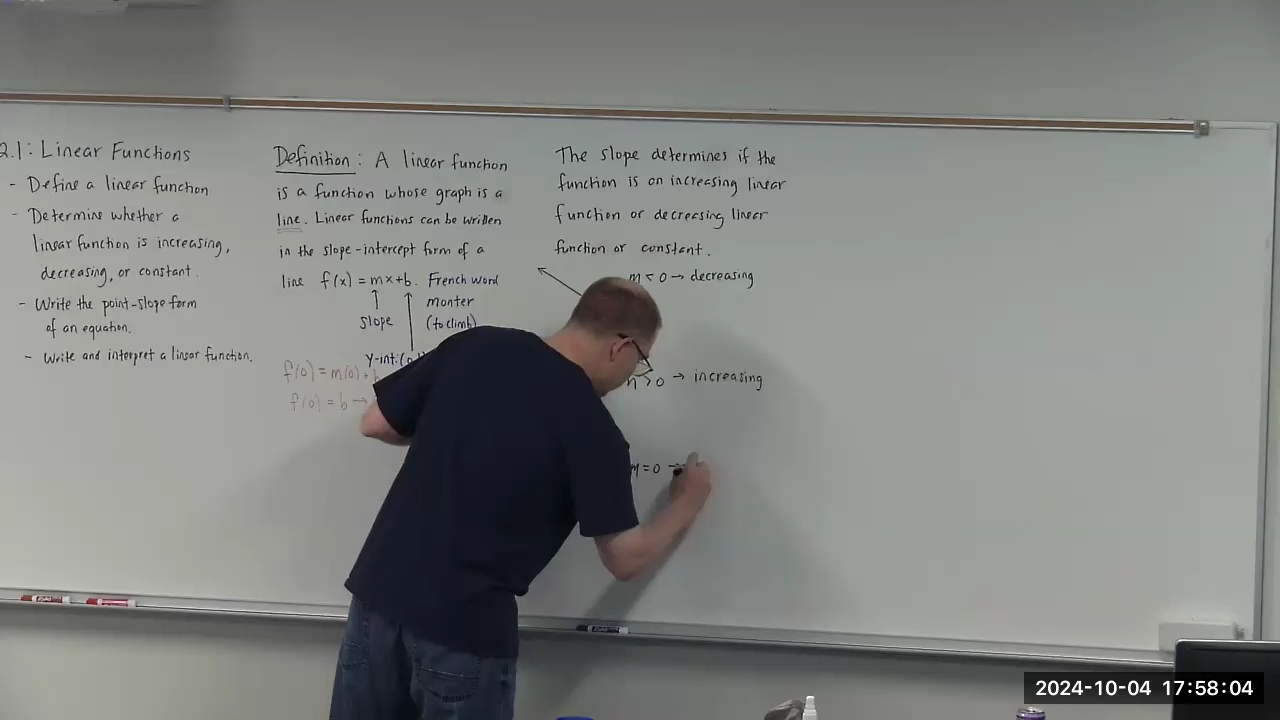 2.1: Linear Functions
- Define a linear function
- Determine whether a
linear function is increasing,
decreasing, or constant.
- Write the point-slope form
of an equation.
- Write and interpret a linear function.
Definition: A linear function
is a function whose graph is a
line. Linear functions can be written
in the slope-intercept form of a
line f(x) = mx+b. French word
monter
(to climb)
slope
y-int: (0,
f(0) = m(0) +
f(0) = b →
The slope determines if the
function is an increasing linear
function or decreasing linear
function or constant.
m < 0 → decreasing
m > 0 → increasing
m = 0 →
2024-10-04 17:58:04